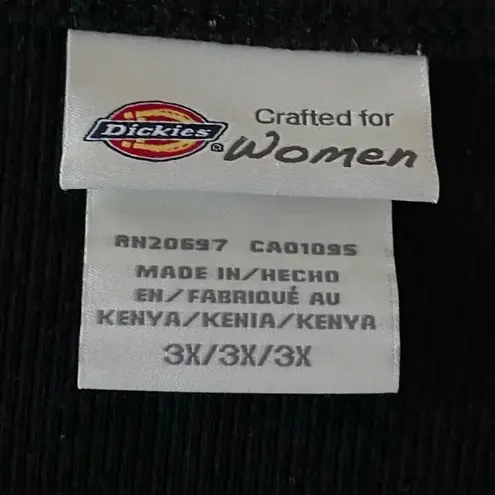 Dickies®
Crafted for
Women
RN20697 CA01095
MADE IN/HECHO
EN/FABRIQUÉ AU
KENYA/KENIA/KENYA
3X/3X/3X